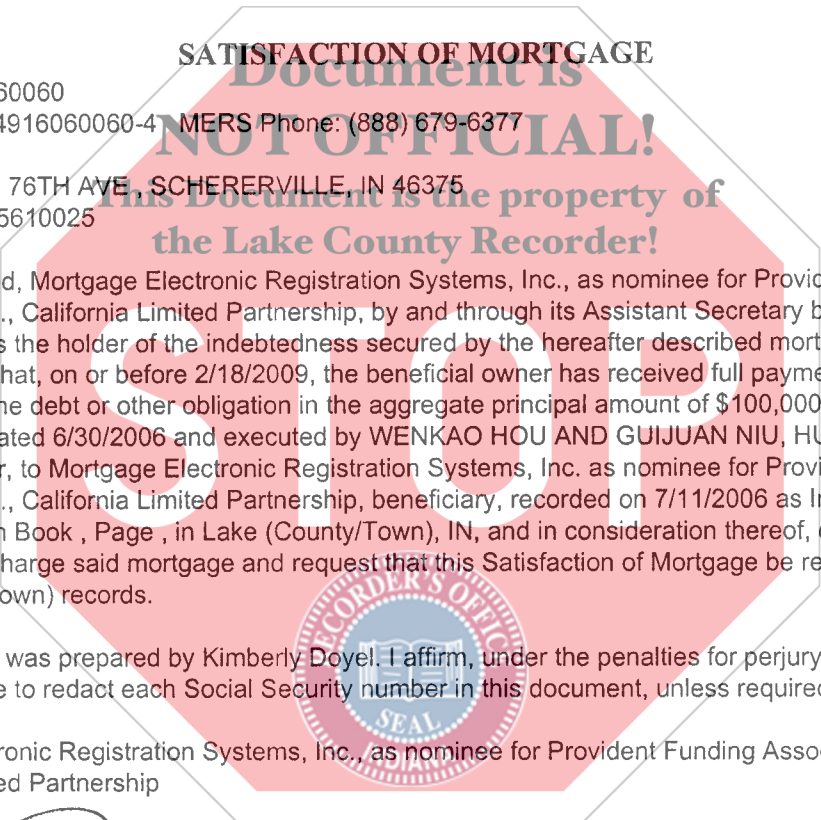 SATISFACTION OF MORTGAGE
Document is
60060
4916060060-4 MERS Phone: (888) 679-6377
NOT OFFICIAL!
76TH AVE , SCHERERVILLE, IN 46375
This Document is the property of
5610025
the Lake County Recorder!
d, Mortgage Electronic Registration Systems, Inc., as nominee for Provid
., California Limited Partnership, by and through its Assistant Secretary b
s the holder of the indebtedness secured by the hereafter described mort
hat, on or before 2/18/2009, the beneficial owner has received full payme
ne debt or other obligation in the aggregate principal amount of $100,000
ated 6/30/2006 and executed by WENKAO HOU AND GUIJUAN NIU, HU
r, to Mortgage Electronic Registration Systems, Inc. as nominee for Provi
., California Limited Partnership, beneficiary, recorded on 7/11/2006 as I
n Book , Page , in Lake (County/Town), IN, and in consideration thereof,
harge said mortgage and request that this Satisfaction of Mortgage be re
own) records.
STOP
was prepared by Kimberly Doyel. I affirm, under the penalties for perjury
e to redact each Social Security number in this document, unless required
RECORDER'S OFFICE
SEAL
INDIANA
ronic Registration Systems, Inc., as nominee for Provident Funding Asso
ed Partnership